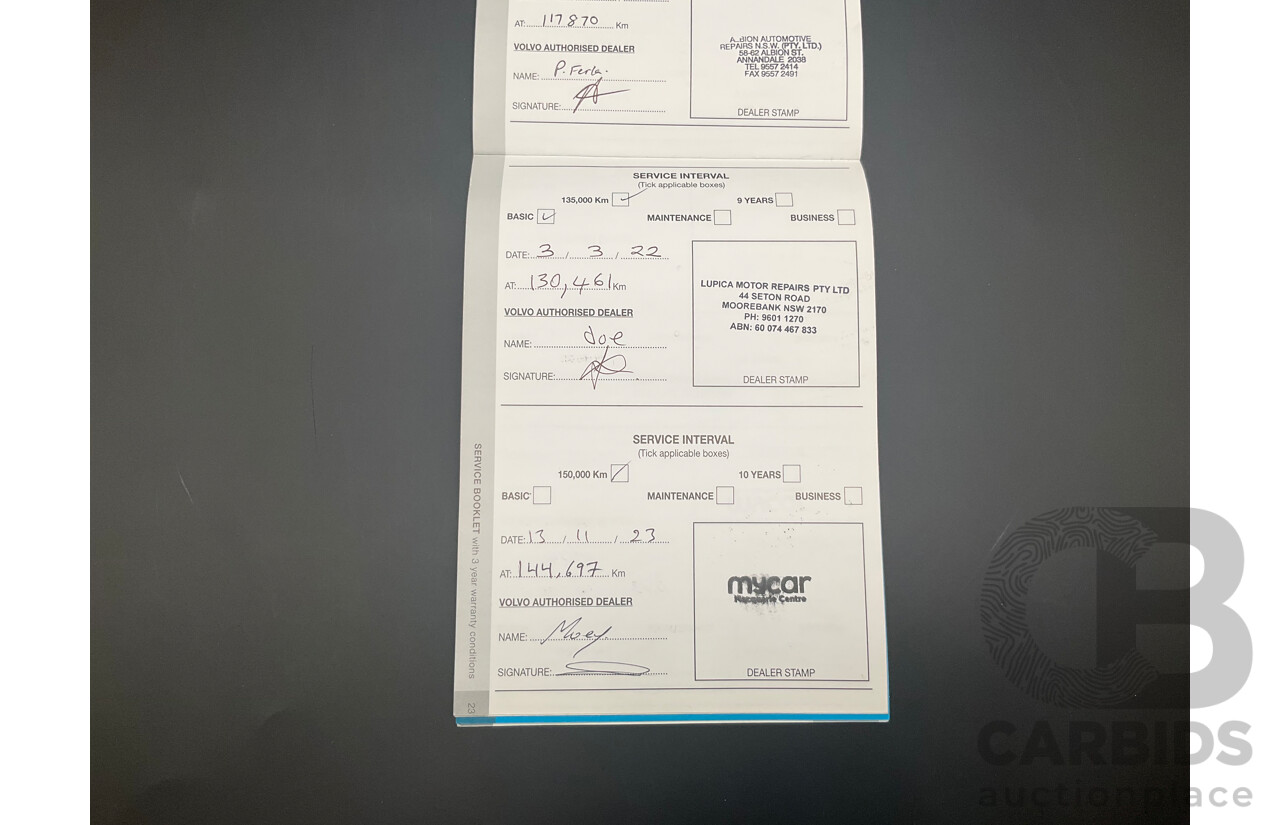 AT: 117870 Km
VOLVO AUTHORISED DEALER
NAME: P. Ferla.
SIGNATURE:
ALBION AUTOMOTIVE
REPAIRS N.S.W. (PTY. LTD.)
58-62 ALBION ST.
ANNANDALE 2038
TEL 9557 2414
FAX 9557 2491
DEALER STAMP
SERVICE INTERVAL
(Tick applicable boxes)
135,000 Km 9 YEARS
BASIC MAINTENANCE BUSINESS
DATE: 3 / 3 / 22
AT: 130,461 Km
VOLVO AUTHORISED DEALER
NAME: Joe
SIGNATURE:
LUPICA MOTOR REPAIRS PTY LTD
44 SETON ROAD
MOOREBANK NSW 2170
PH: 9601 1270
ABN: 60 074 467 833
DEALER STAMP
SERVICE INTERVAL
(Tick applicable boxes)
150,000 Km 10 YEARS
BASIC MAINTENANCE BUSINESS
DATE: 13 / 11 / 23
AT: 144,697 Km
VOLVO AUTHORISED DEALER
NAME: Moey
SIGNATURE:
mycar
Macquarie Centre
DEALER STAMP
SERVICE BOOKLET with 3 year warranty conditions
23
CB
CARBIDS
auctionplace